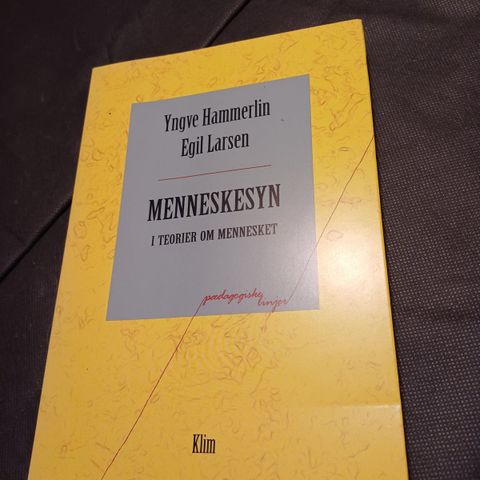 Yngve Hammerlin
Egil Larsen
MENNESKESYN
I TEORIER OM MENNESKET
pædagogiske
linjer
Klim